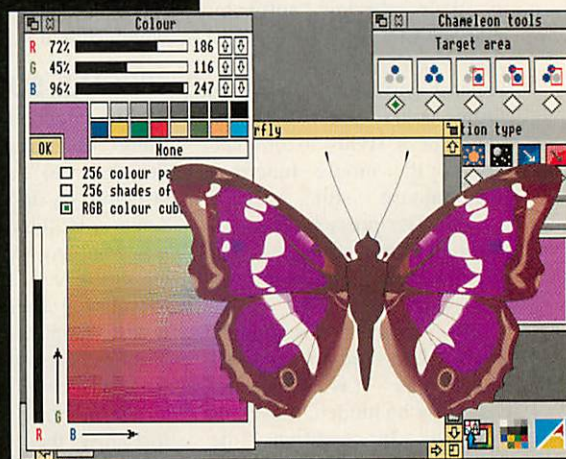 Colour
R 72% 186
G 45% 116
B 96% 247
OK None
256 colour pa
256 shades of
RGB colour cub
R
G
B
Chameleon tools
Target area
tion type
rfly